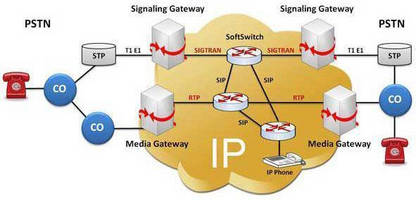 Signaling Gateway
Signaling Gateway
PSTN
PSTN
SoftSwitch
STP
T1 E1
SIGTRAN
SIGTRAN
T1 E1
STP
SIP
SIP
CO
RTP
RTP
CO
CO
SIP
Media Gateway
IP
IP Phone
Media Gateway